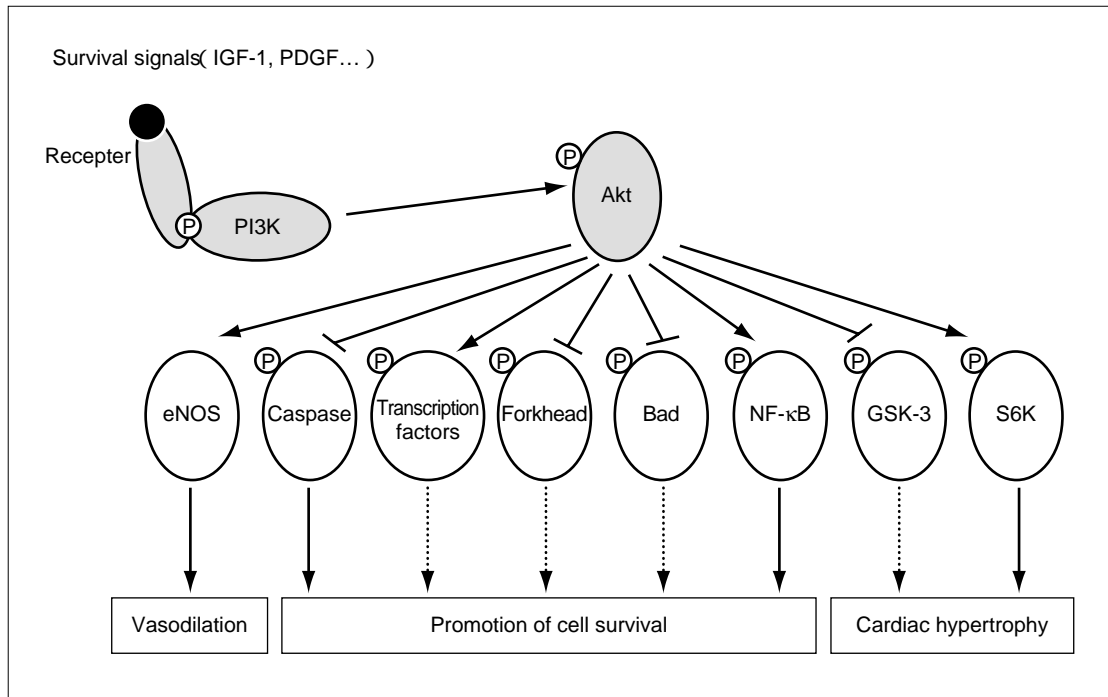 Survival signals( IGF-1, PDGF… )
Recepter
P
PI3K
P
Akt
eNOS
P
Caspase
P
Transcription
factors
P
Forkhead
P
Bad
P
NF-κB
P
GSK-3
P
S6K
Vasodilation
Promotion of cell survival
Cardiac hypertrophy